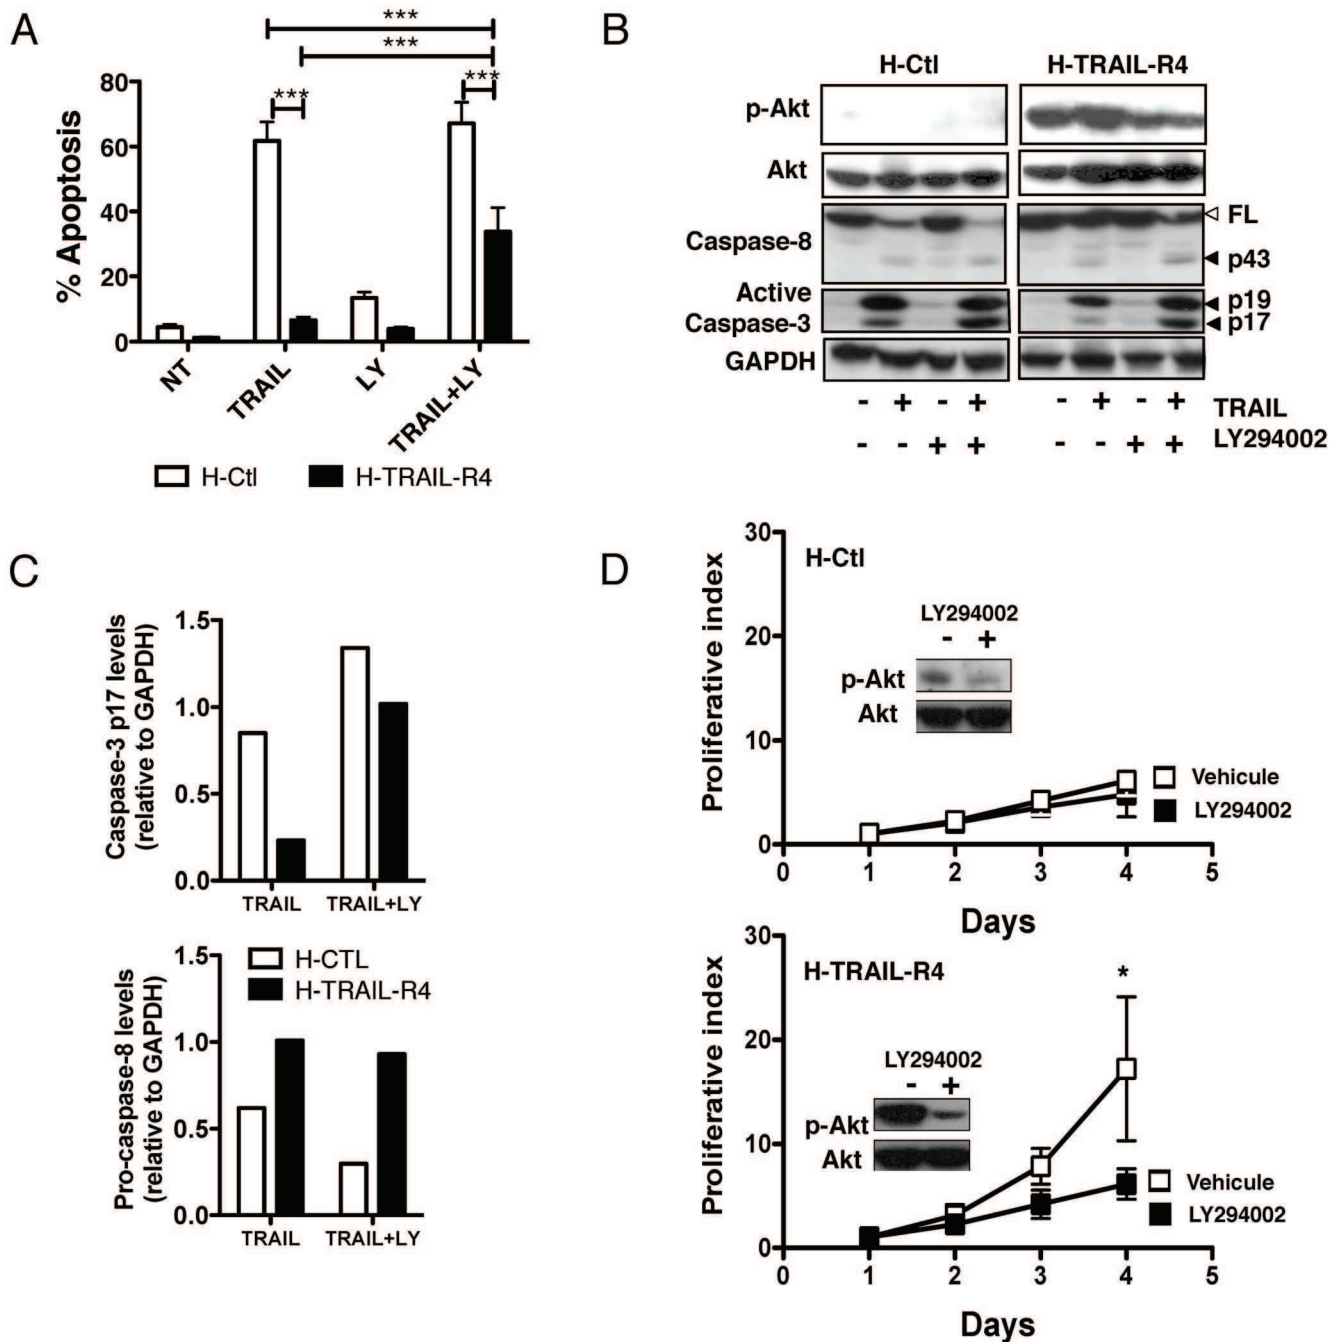 A
***
***
***
***
80
60
40
20
0
% Apoptosis
NT
TRAIL
LY
TRAIL+LY
H-Ctl
H-TRAIL-R4
B
H-Ctl
H-TRAIL-R4
p-Akt
Akt
Caspase-8
FL
p43
Active
Caspase-3
p19
p17
GAPDH
- + - + - + - + TRAIL
- - + + - - + + LY294002
C
Caspase-3 p17 levels
(relative to GAPDH)
1.5
1.0
0.5
0.0
TRAIL
TRAIL+LY
Pro-caspase-8 levels
(relative to GAPDH)
1.5
1.0
0.5
0.0
H-CTL
H-TRAIL-R4
TRAIL
TRAIL+LY
D
Proliferative index
30
20
10
0
H-Ctl
LY294002
- +
p-Akt
Akt
Vehicule
LY294002
0 1 2 3 4 5
Days
Proliferative index
30
20
10
0
H-TRAIL-R4
*
LY294002
- +
p-Akt
Akt
Vehicule
LY294002
0 1 2 3 4 5
Days